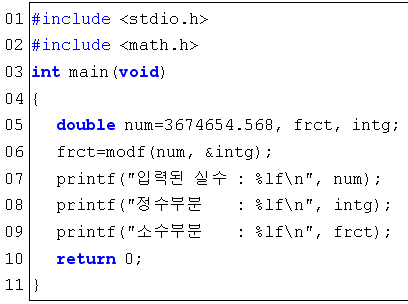 01 #include <stdio.h>
02 #include <math.h>
03 int main(void)
04 {
05 double num=3674654.568, frct, intg;
06 frct=modf(num, &intg);
07 printf("입력된 실수 : %lf\n", num);
08 printf("정수부분 : %lf\n", intg);
09 printf("소수부분 : %lf\n", frct);
10 return 0;
11 }